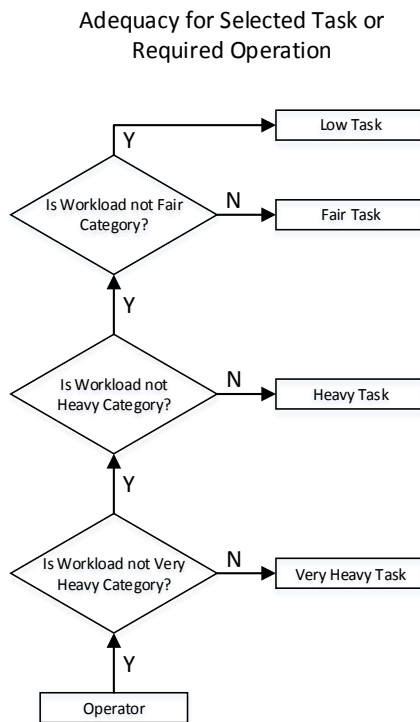 Adequacy for Selected Task or
Required Operation
Y
Low Task
Is Workload not Fair
Category?
N
Fair Task
Y
Is Workload not
Heavy Category?
N
Heavy Task
Y
Is Workload not Very
Heavy Category?
N
Very Heavy Task
Y
Operator